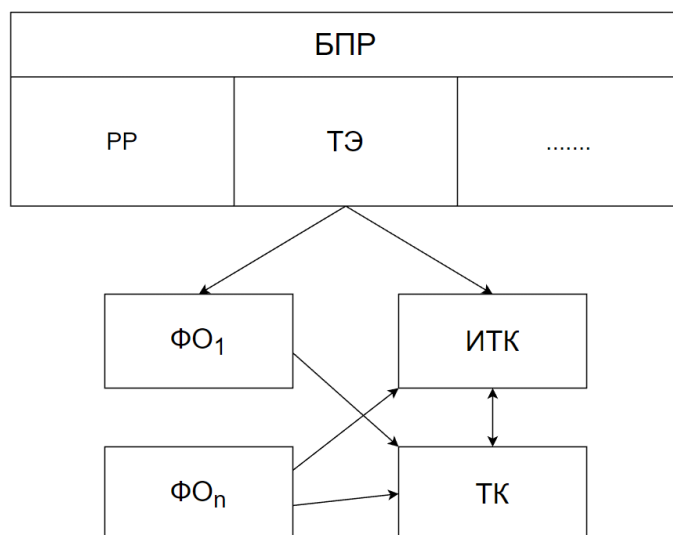 БПР
РР
ТЭ
.......
ФО1
ИТК
ФОn
ТК